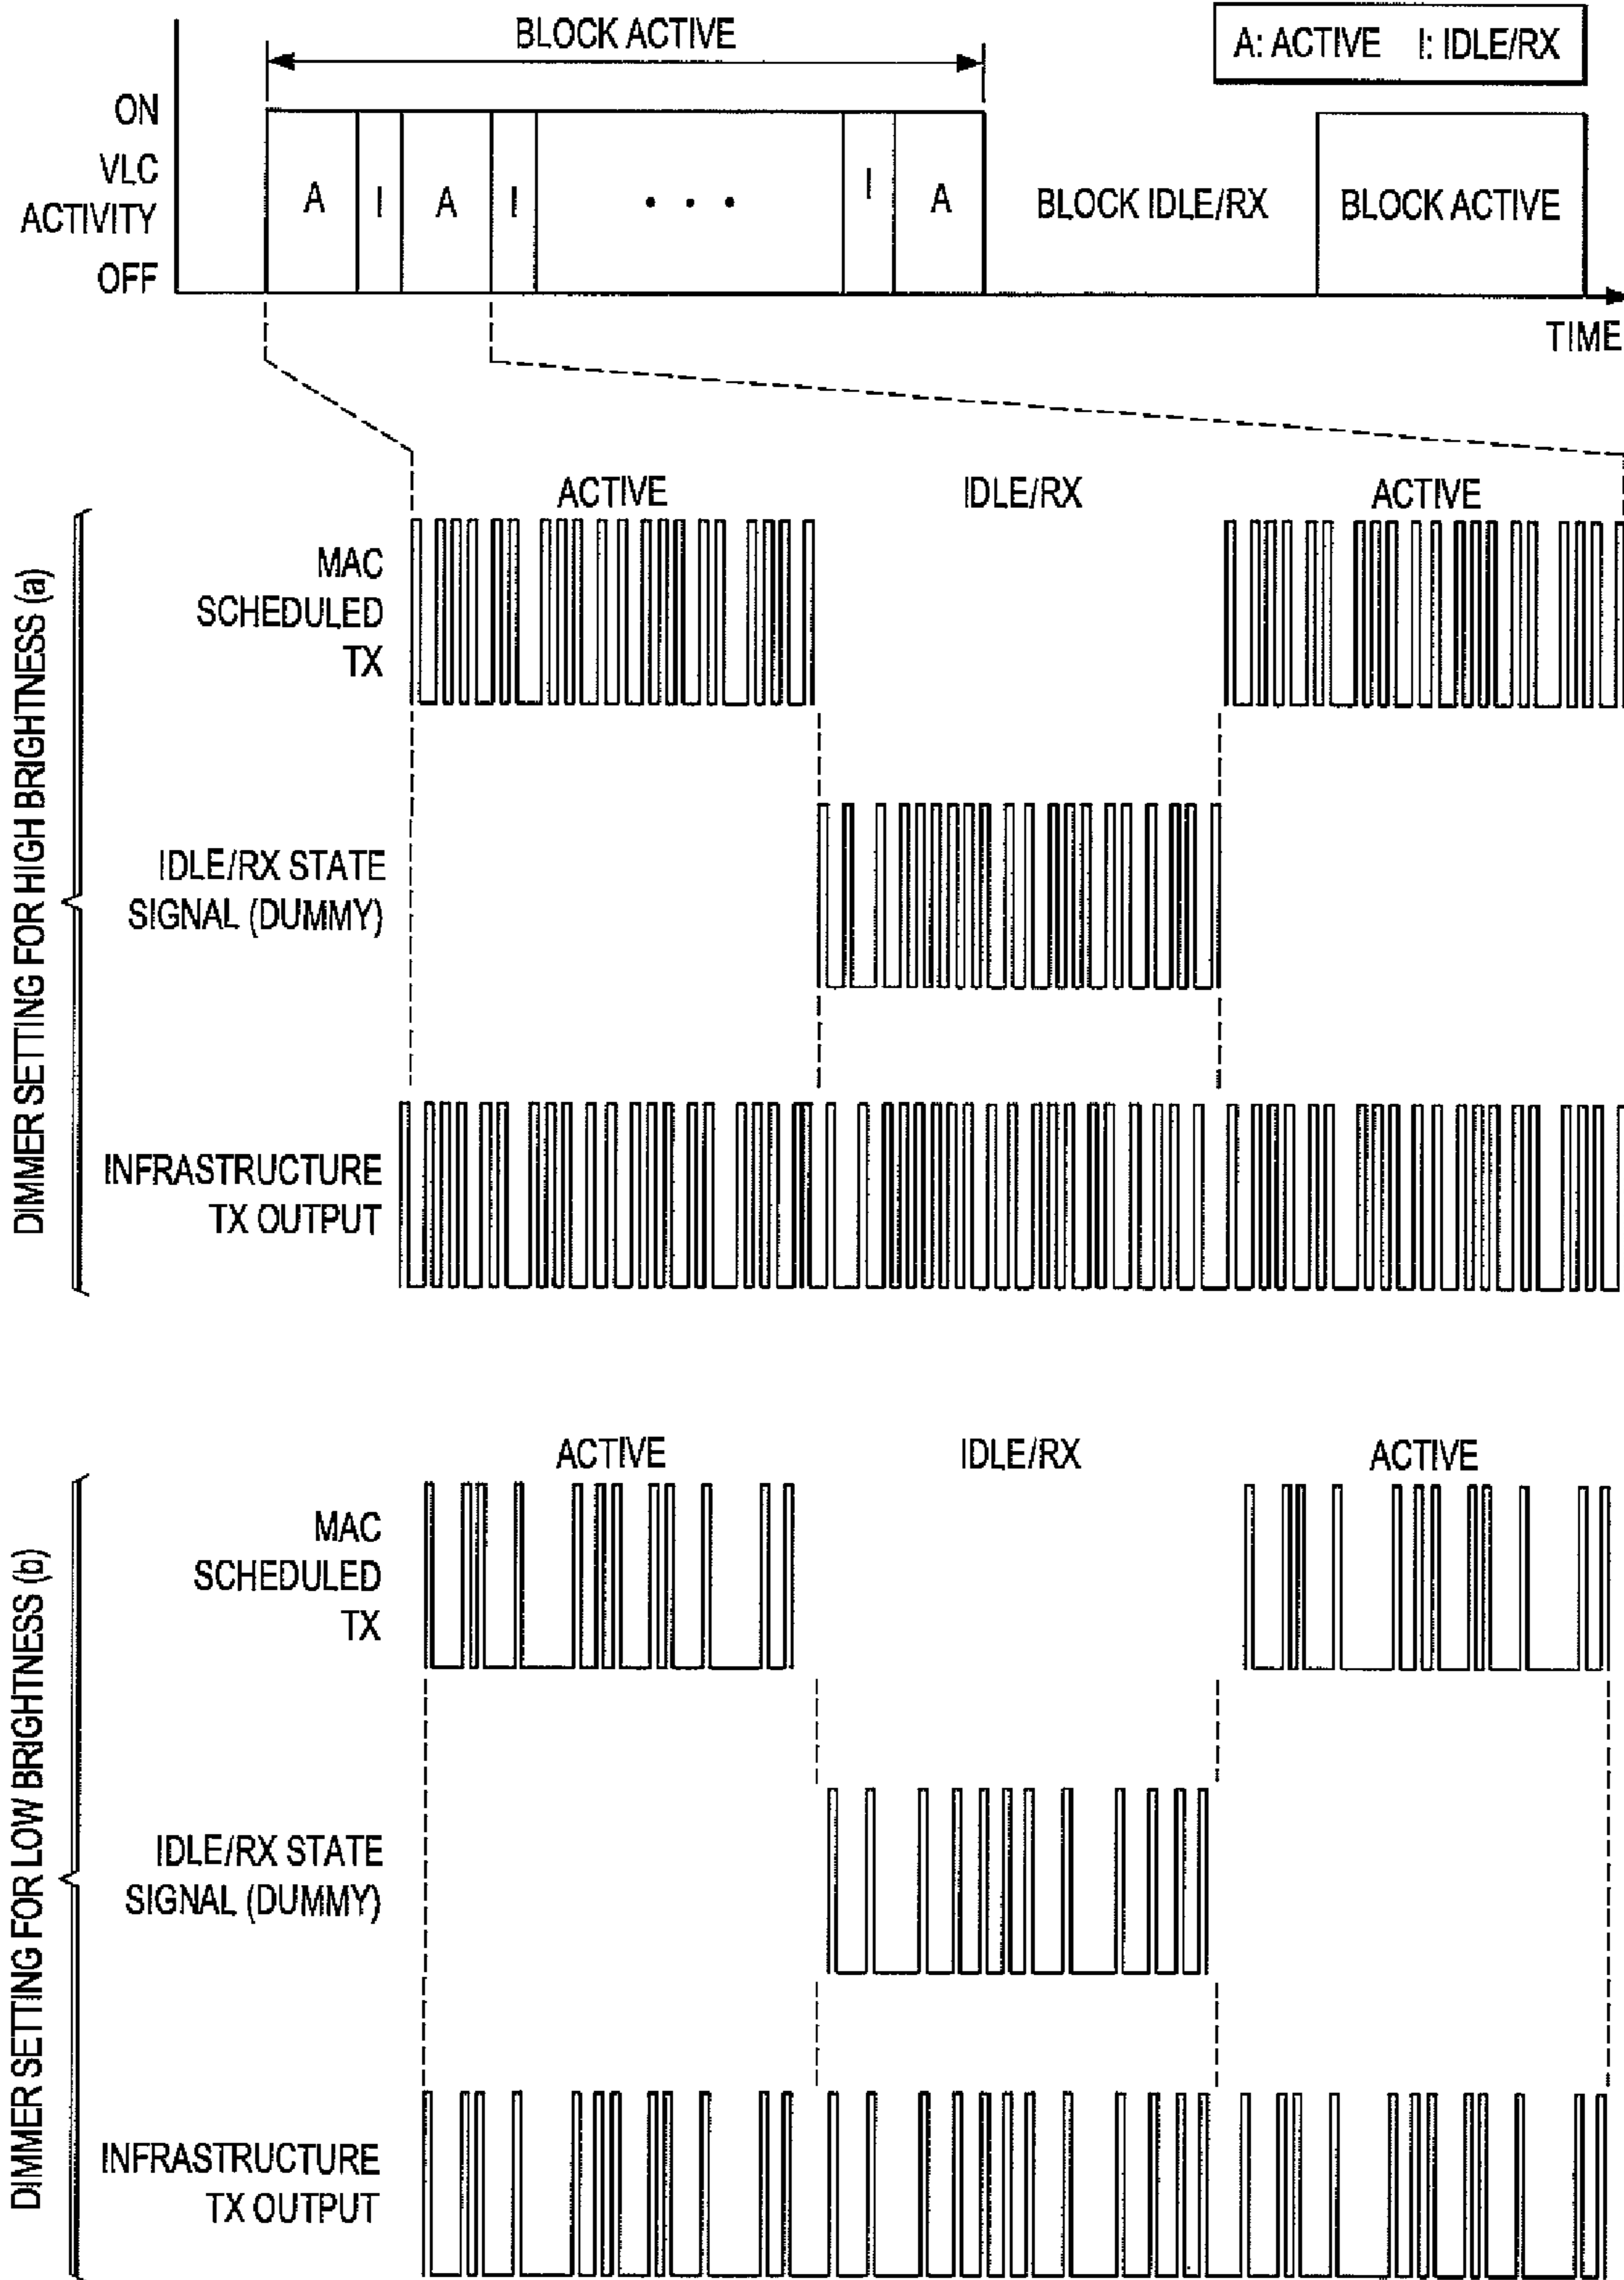 BLOCK ACTIVE
A: ACTIVE I: IDLE/RX
ON
VLC
ACTIVITY
OFF
A I A I . . . I A
BLOCK IDLE/RX
BLOCK ACTIVE
TIME
DIMMER SETTING FOR HIGH BRIGHTNESS (a)
ACTIVE IDLE/RX ACTIVE
MAC
SCHEDULED
TX
IDLE/RX STATE
SIGNAL (DUMMY)
INFRASTRUCTURE
TX OUTPUT
DIMMER SETTING FOR LOW BRIGHTNESS (b)
ACTIVE IDLE/RX ACTIVE
MAC
SCHEDULED
TX
IDLE/RX STATE
SIGNAL (DUMMY)
INFRASTRUCTURE
TX OUTPUT